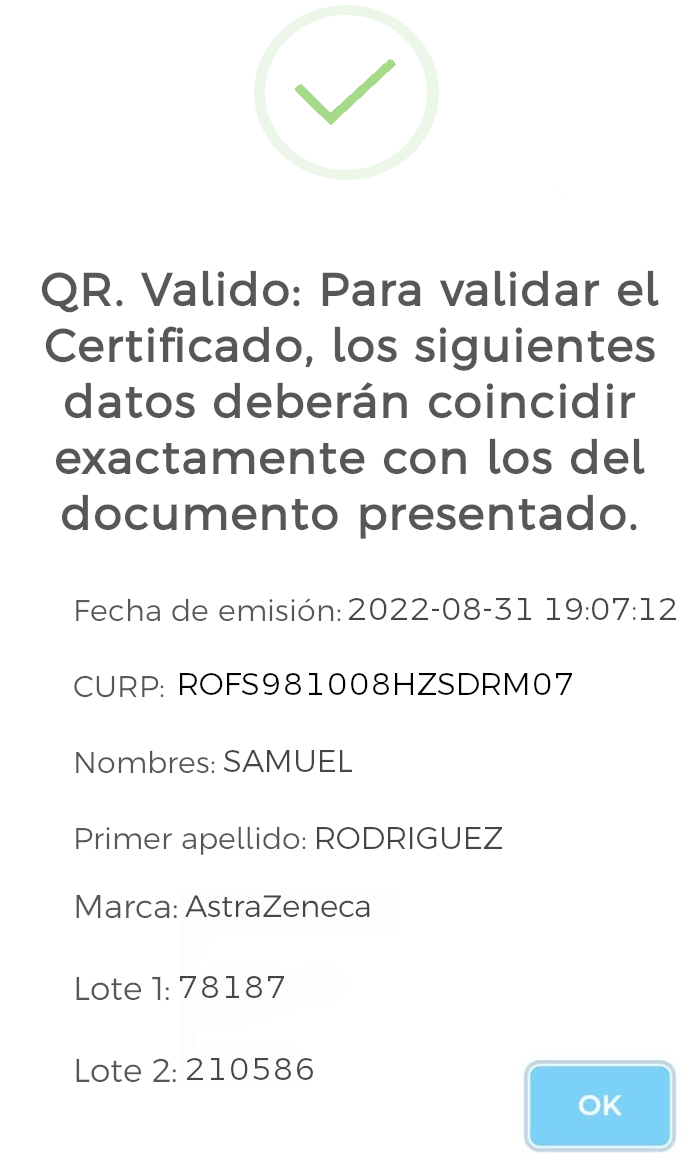 QR. Valido: Para validar el
Certificado, los siguientes
datos deberán coincidir
exactamente con los del
documento presentado.
Fecha de emisión: 2022-08-31 19:07:12
CURP: ROFS981008HZSDRM07
Nombres: SAMUEL
Primer apellido: RODRIGUEZ
Marca: AstraZeneca
Lote 1: 78187
Lote 2: 210586
OK